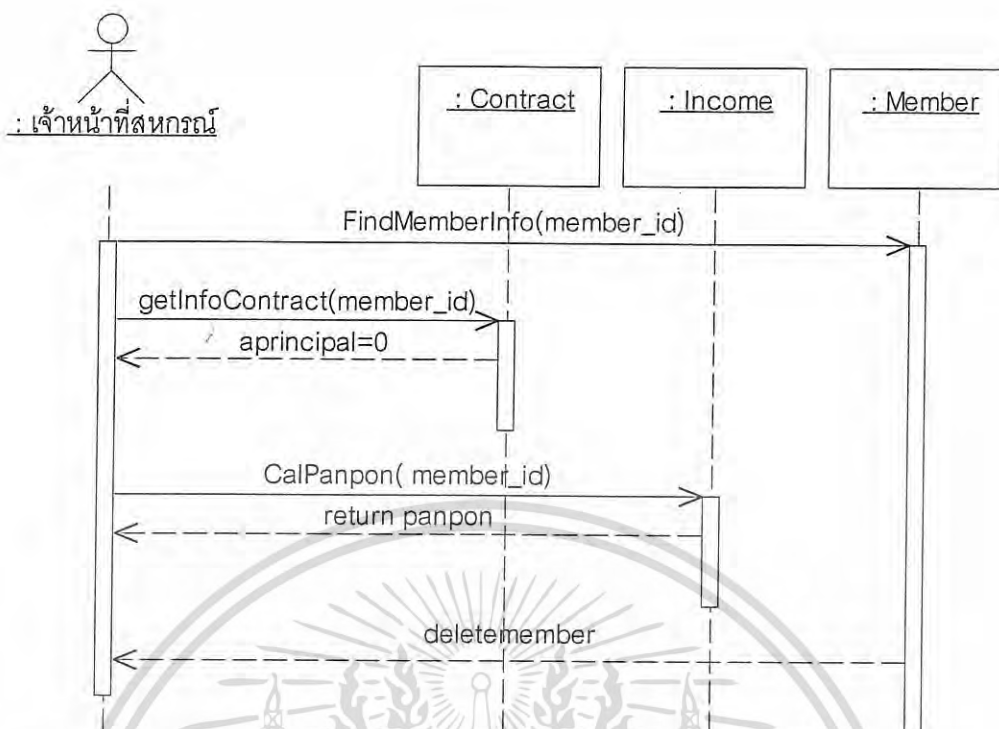 : เจ้าหน้าที่สหกรณ์
: Contract
: Income
: Member
FindMemberInfo(member_id)
getInfoContract(member_id)
aprincipal=0
CalPanpon( member_id)
return panpon
deletemember